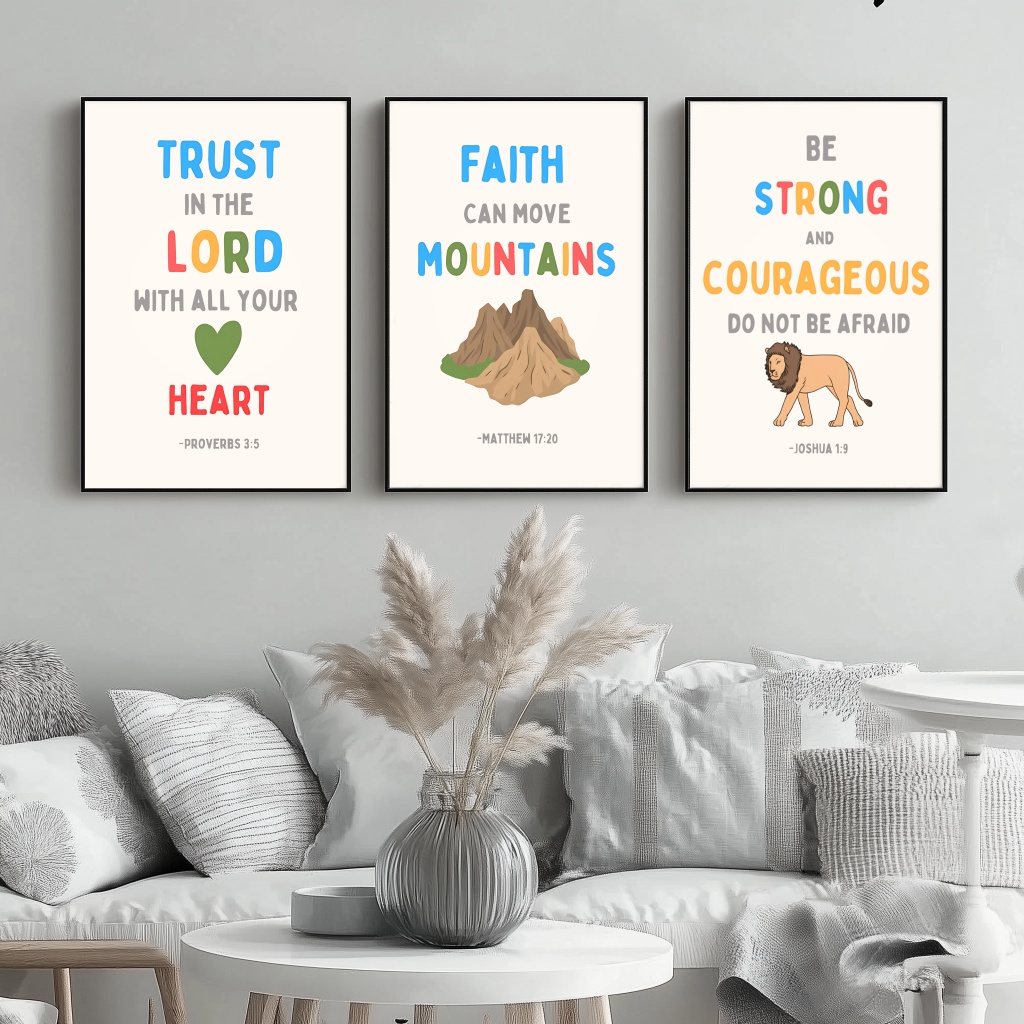 TRUST
IN THE
LORD
WITH ALL YOUR
HEART
-PROVERBS 3:5
FAITH
CAN MOVE
MOUNTAINS
-MATTHEW 17:20
BE
STRONG
AND
COURAGEOUS
DO NOT BE AFRAID
-JOSHUA 1:9